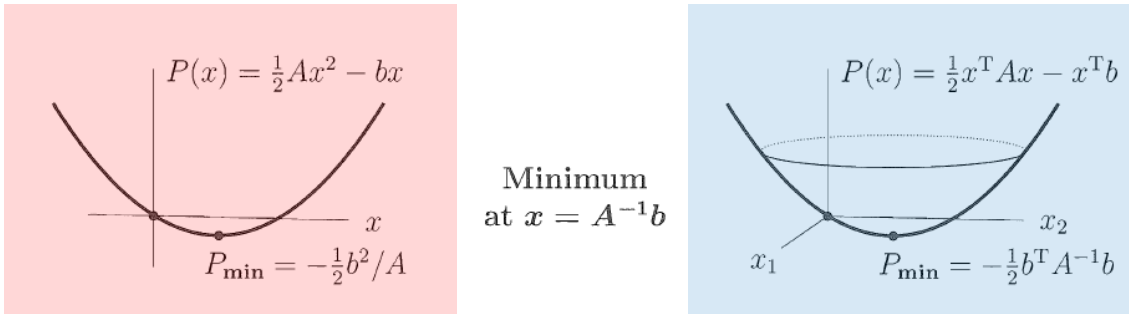 P(x) = ½Ax² − bx
x
P_min = −½b²/A
Minimum
at x = A⁻¹b
P(x) = ½xᵀAx − xᵀb
x₂
x₁
P_min = −½bᵀA⁻¹b